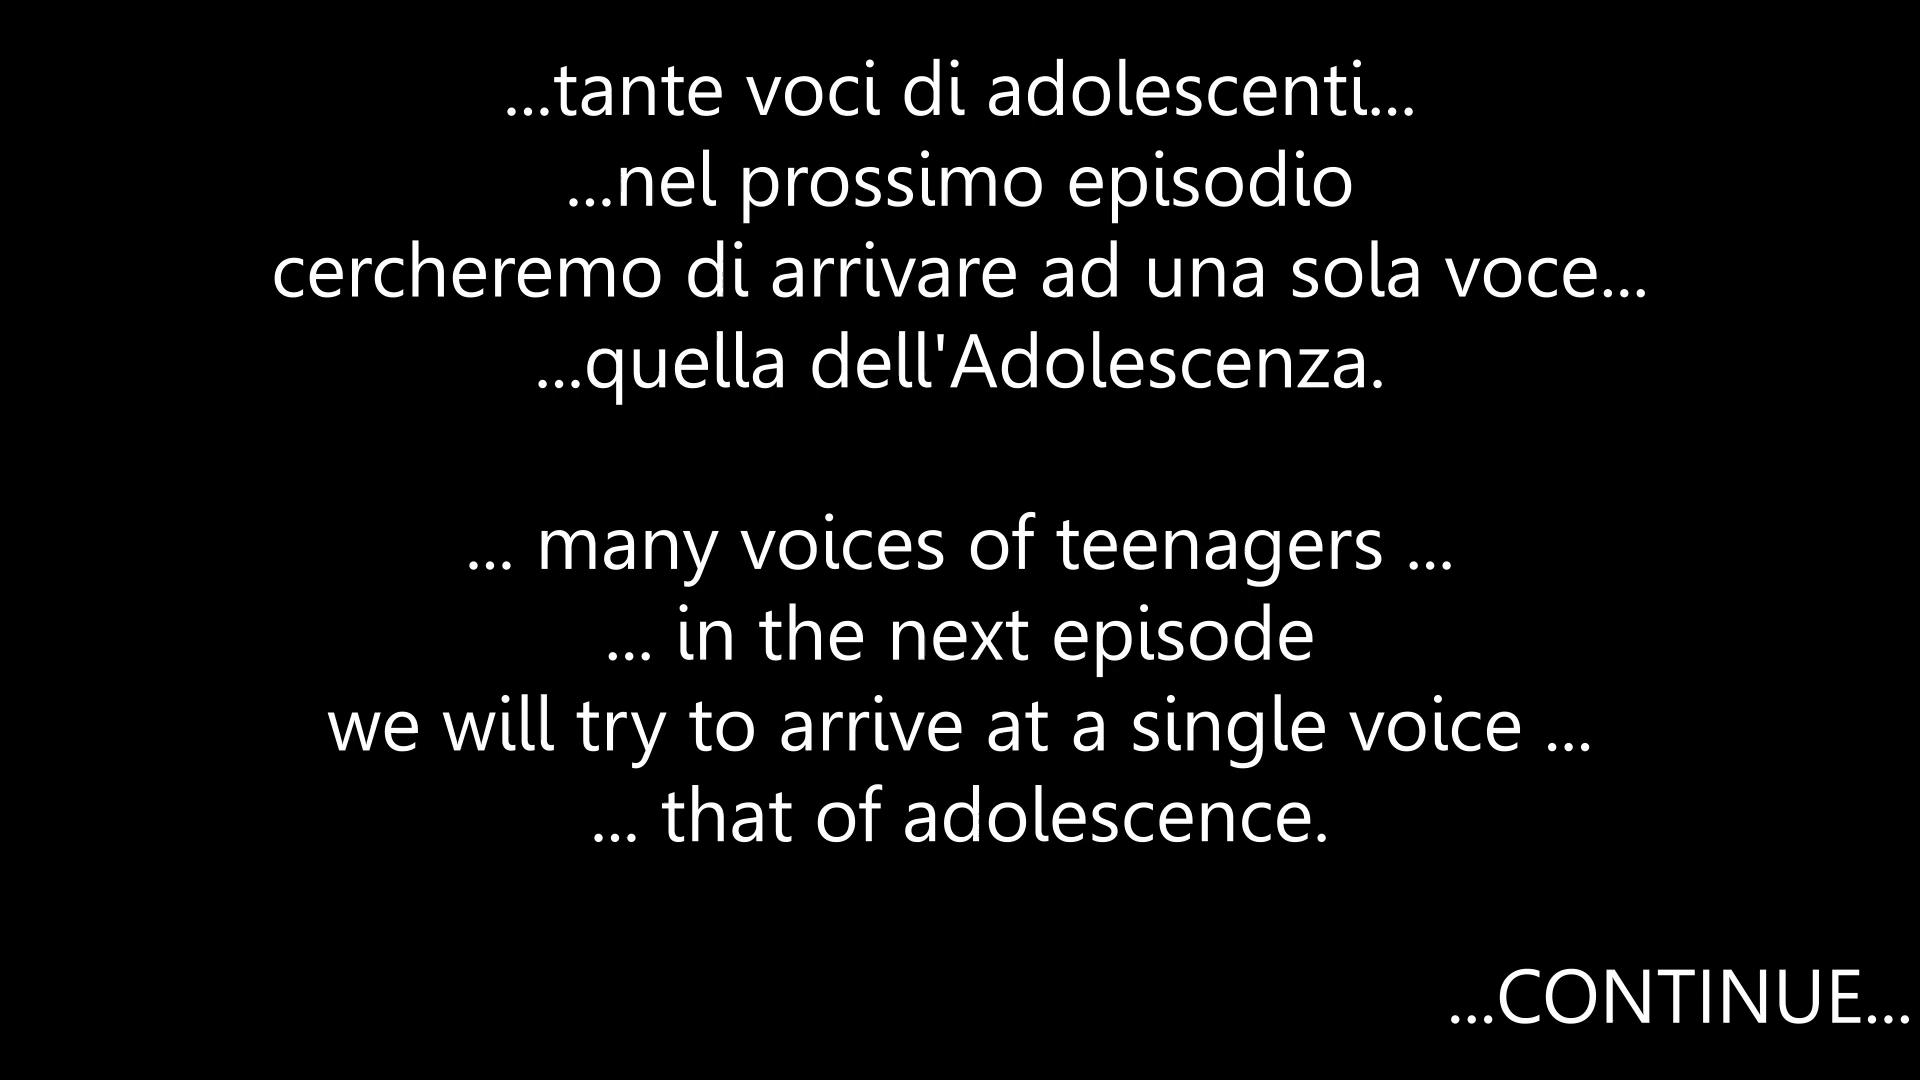 ...tante voci di adolescenti...
...nel prossimo episodio
cercheremo di arrivare ad una sola voce...
...quella dell'Adolescenza.
... many voices of teenagers ...
... in the next episode
we will try to arrive at a single voice ...
... that of adolescence.
...CONTINUE...